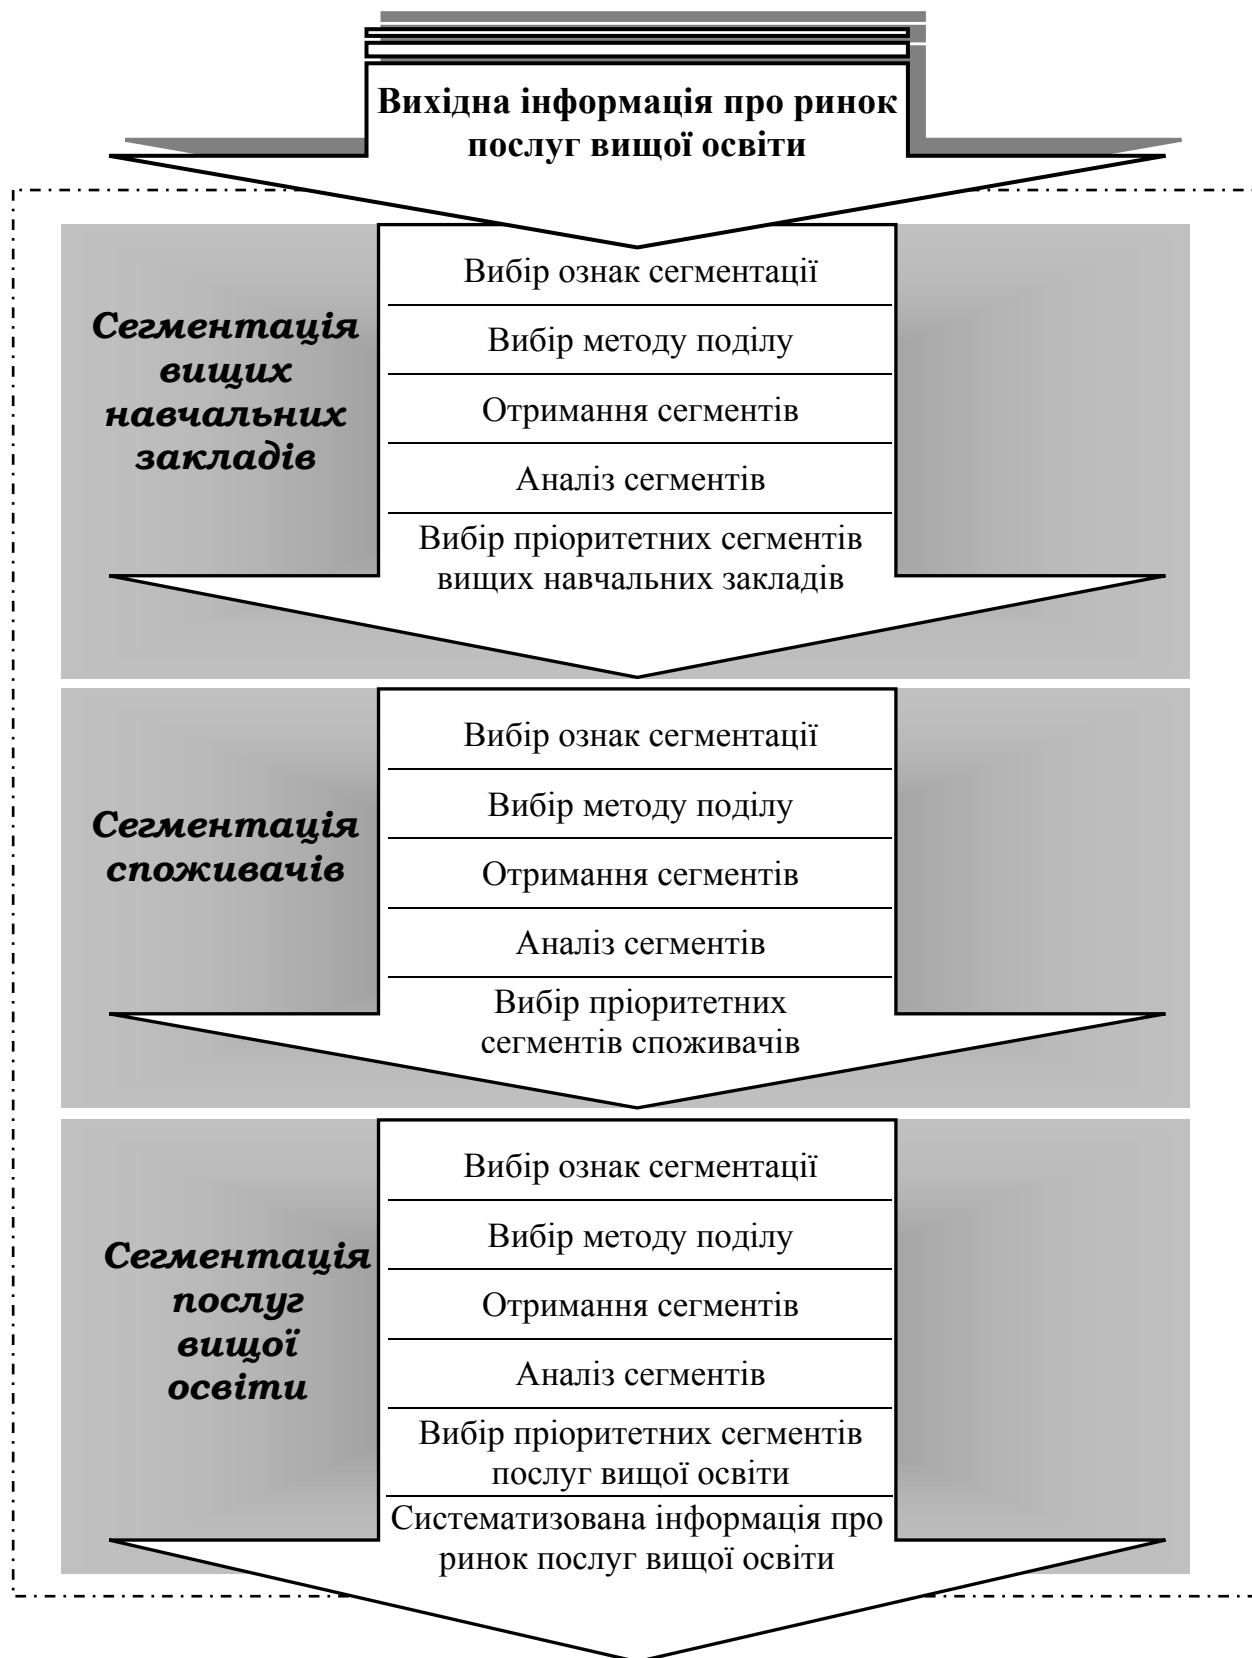 Вихідна інформація про ринок
послуг вищої освіти
Сегментація
вищих
навчальних
закладів
Вибір ознак сегментації
Вибір методу поділу
Отримання сегментів
Аналіз сегментів
Вибір пріоритетних сегментів
вищих навчальних закладів
Сегментація
споживачів
Вибір ознак сегментації
Вибір методу поділу
Отримання сегментів
Аналіз сегментів
Вибір пріоритетних
сегментів споживачів
Сегментація
послуг
вищої
освіти
Вибір ознак сегментації
Вибір методу поділу
Отримання сегментів
Аналіз сегментів
Вибір пріоритетних сегментів
послуг вищої освіти
Систематизована інформація про
ринок послуг вищої освіти